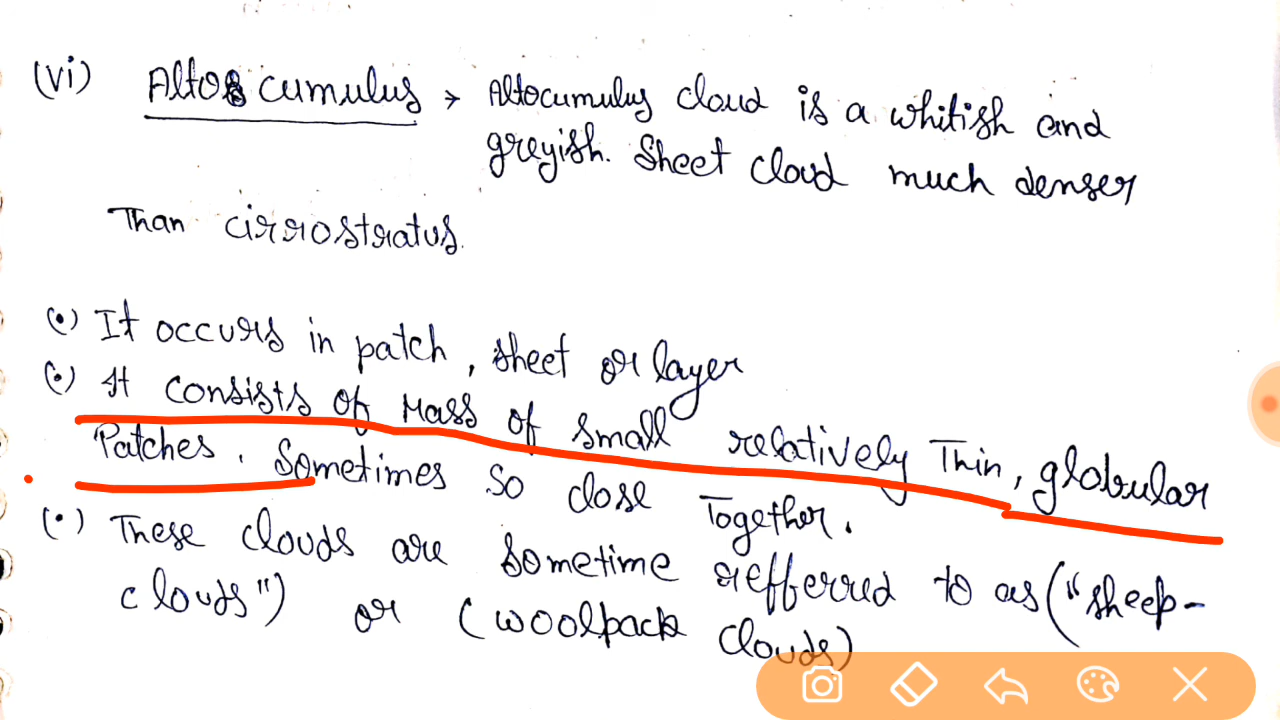 (vi) Altos cumulus → Altocumulus cloud is a whitish and
greyish. Sheet cloud much denser
Than cirrostratus.
(•) It occurs in patch, sheet or layer
(•) It consists of Mass of small relatively Thin, globular
Patches. Sometimes so close Together.
(•) These clouds are sometime refferred to as ("sheep-
clouds") or (woolpack clouds)